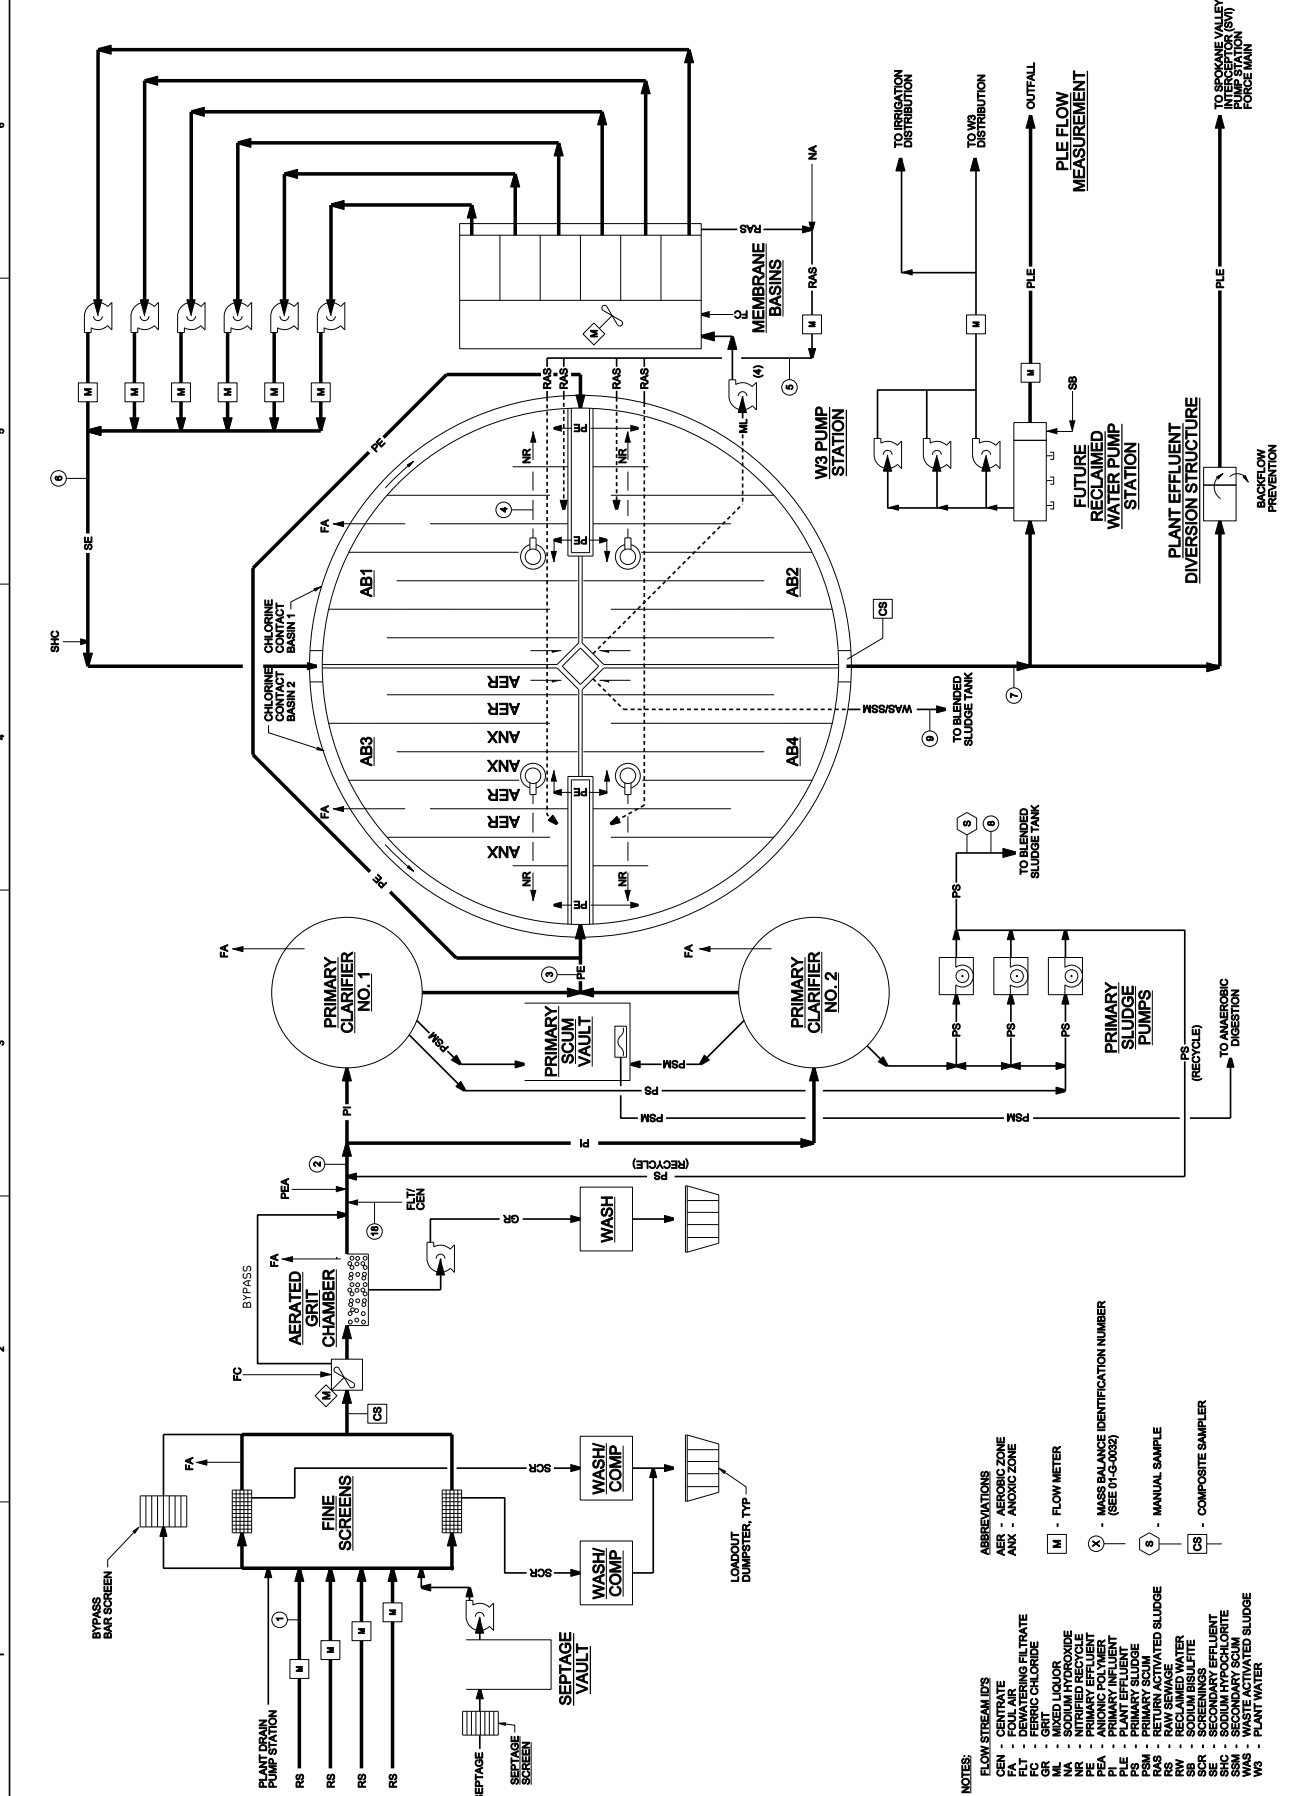 6
5
4
3
2
1
TO SPOKANE VALLEY
INTERCEPTOR (SVI)
PUMP STATION
FORCE MAIN
TO IRRIGATION
DISTRIBUTION
TO W3
DISTRIBUTION
OUTFALL
PLE FLOW
MEASUREMENT
NA
RAS
RAS
MEMBRANE
BASINS
FC
M
M
M
M
M
M
M
M
M
M
PLE
PLE
SB
(4)
5
ML
W3 PUMP
STATION
FUTURE
RECLAIMED
WATER PUMP
STATION
PLANT EFFLUENT
DIVERSION STRUCTURE
BACKFLOW
PREVENTION
6
SE
SHC
PE
RAS
RAS
RAS
RAS
PE
NR
NR
4
FA
PE
CHLORINE
CONTACT
BASIN 1
CHLORINE
CONTACT
BASIN 2
AB1
AB2
AB3
AB4
AER
AER
ANX
ANX
AER
AER
ANX
CS
WAS/SSM
9
TO BLENDED
SLUDGE TANK
7
FA
PE
NR
NR
PE
PE
S
8
TO BLENDED
SLUDGE TANK
PS
FA
PRIMARY
CLARIFIER
NO. 1
3
PE
FA
PRIMARY
CLARIFIER
NO. 2
PSM
PRIMARY
SCUM
VAULT
PSM
PS
PS
PS
PS
PRIMARY
SLUDGE
PUMPS
PS
(RECYCLE)
TO ANAEROBIC
DIGESTION
PSM
PSM
PI
PI
2
PS
(RECYCLE)
PEA
FLT/
CEN
18
BYPASS
FA
AERATED
GRIT
CHAMBER
GR
WASH
FC
M
CS
FA
FINE
SCREENS
SCR
SCR
WASH/
COMP
WASH/
COMP
LOADOUT
DUMPSTER, TYP
BYPASS
BAR SCREEN
1
M
M
M
M
PLANT DRAIN
PUMP STATION
RS
RS
RS
RS
SEPTAGE
VAULT
SEPTAGE
SEPTAGE
SCREEN
NOTES:
FLOW STREAM ID'S
CEN - CENTRATE
FA - FOUL AIR
FLT - DEWATERING FILTRATE
FC - FERRIC CHLORIDE
GR - GRIT
ML - MIXED LIQUOR
NA - SODIUM HYDROXIDE
NR - NITRIFIED RECYCLE
PE - PRIMARY EFFLUENT
PEA - ANIONIC POLYMER
PI - PRIMARY INFLUENT
PLE - PLANT EFFLUENT
PS - PRIMARY SLUDGE
PSM - PRIMARY SCUM
RAS - RETURN ACTIVATED SLUDGE
RS - RAW SEWAGE
RW - RECLAIMED WATER
SB - SODIUM BISULFITE
SCR - SCREENINGS
SE - SECONDARY EFFLUENT
SHC - SODIUM HYPOCHLORITE
SSM - SECONDARY SCUM
WAS - WASTE ACTIVATED SLUDGE
W3 - PLANT WATER
ABBREVIATIONS
AER - AEROBIC ZONE
ANX - ANOXIC ZONE
M - FLOW METER
X - MASS BALANCE IDENTIFICATION NUMBER
(SEE 01-G-0032)
S - MANUAL SAMPLE
CS - COMPOSITE SAMPLER